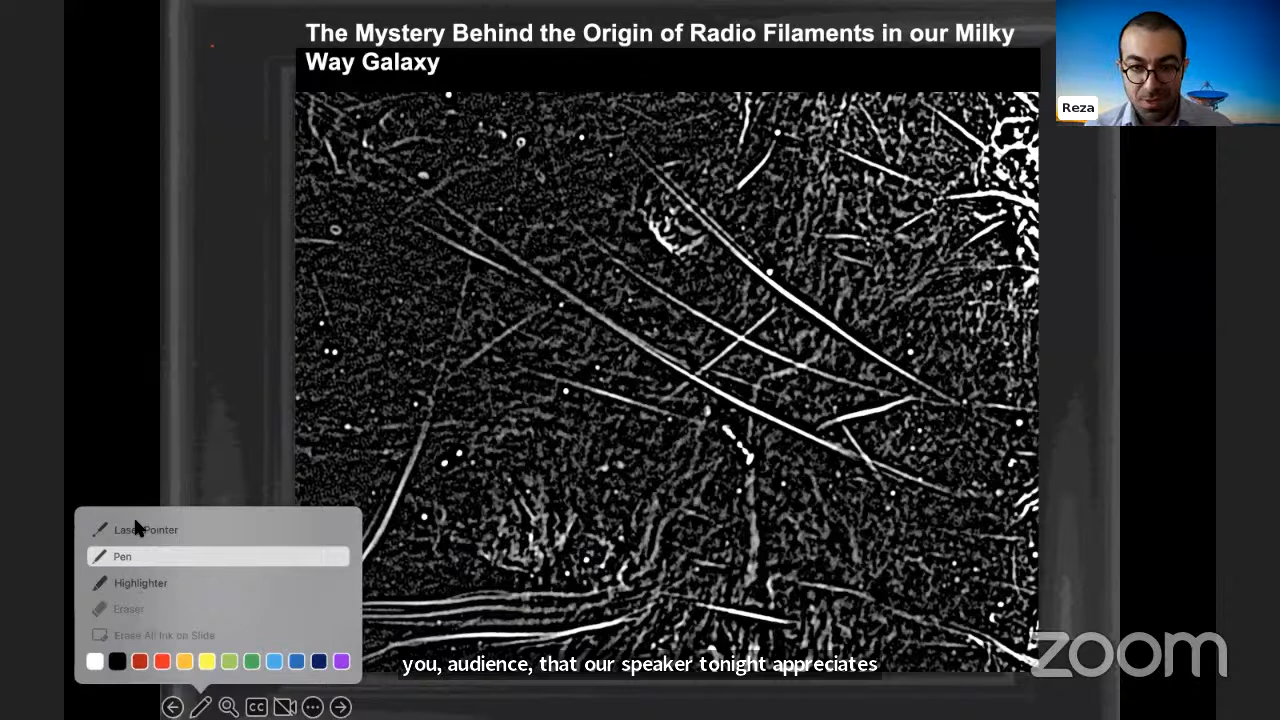 The Mystery Behind the Origin of Radio Filaments in our Milky
Way Galaxy
Reza
Laser Pointer
Pen
Highlighter
Eraser
Erase All Ink on Slide
CC
you, audience, that our speaker tonight appreciates
zoom